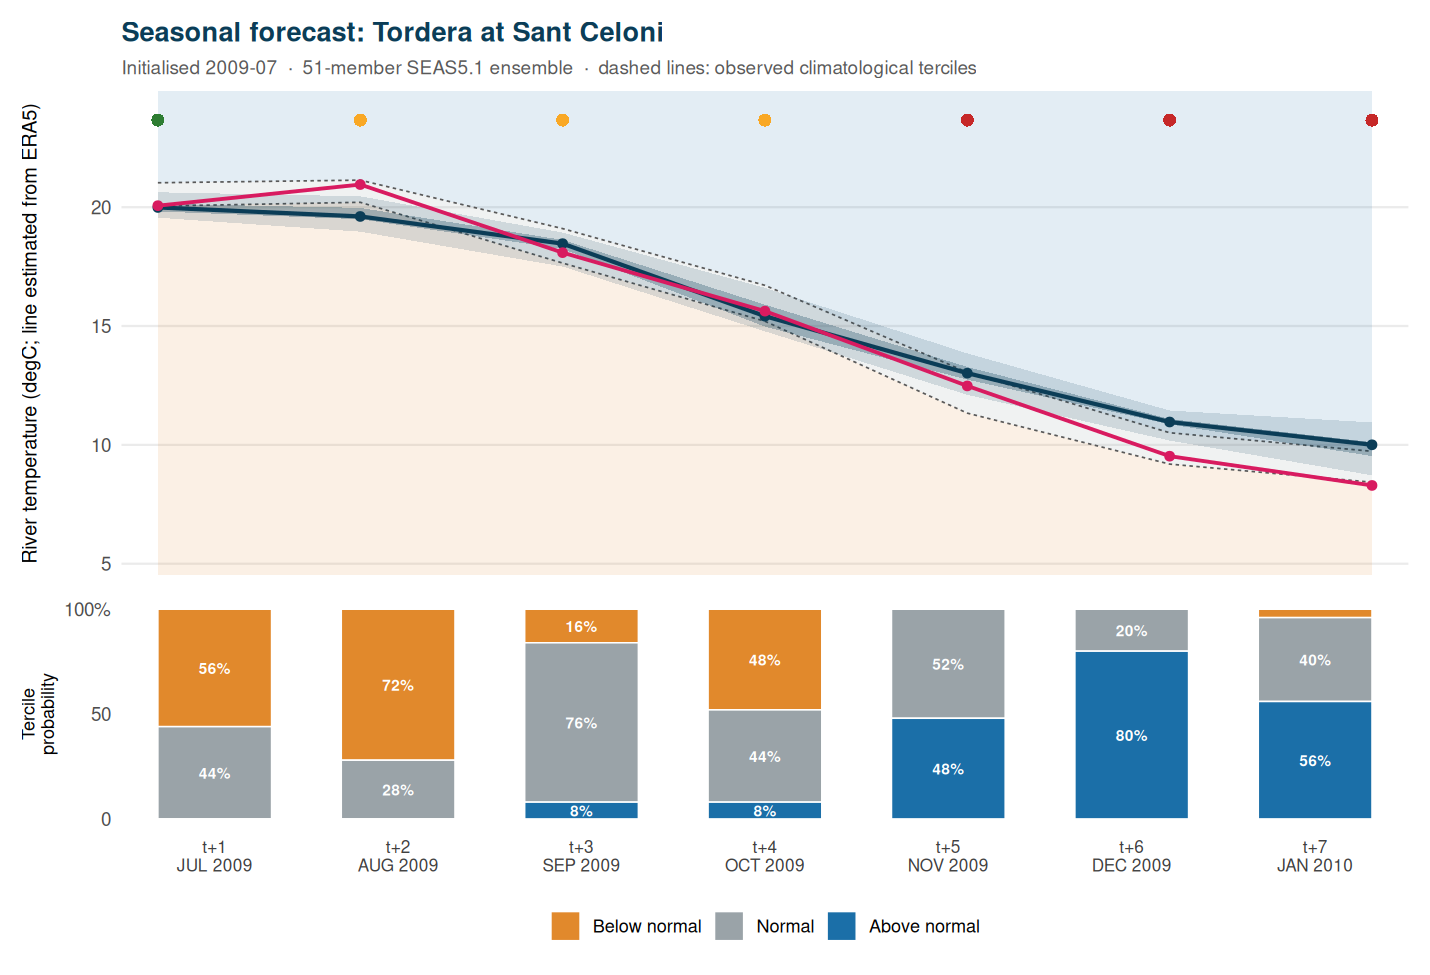 Seasonal forecast: Tordera at Sant Celoni
Initialised 2009-07 · 51-member SEAS5.1 ensemble · dashed lines: observed climatological terciles
River temperature (degC; line estimated from ERA5)
20
15
10
5
Tercile
probability
100%
50
0
56%
72%
16%
48%
52%
20%
40%
44%
28%
76%
44%
48%
80%
56%
8%
8%
t+1
JUL 2009
t+2
AUG 2009
t+3
SEP 2009
t+4
OCT 2009
t+5
NOV 2009
t+6
DEC 2009
t+7
JAN 2010
Below normal
Normal
Above normal